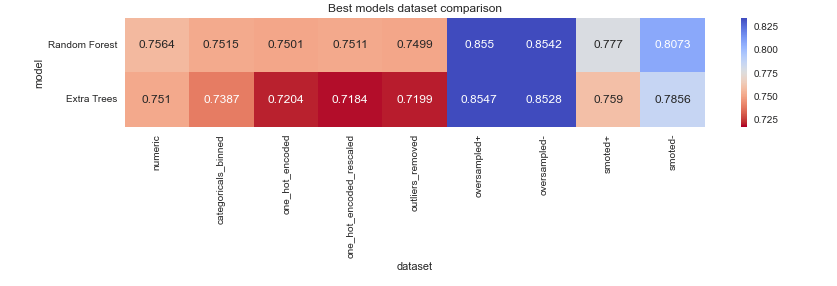 Best models dataset comparison
model
Random Forest 0.7564 0.7515 0.7501 0.7511 0.7499 0.855 0.8542 0.777 0.8073
Extra Trees 0.751 0.7387 0.7204 0.7184 0.7199 0.8547 0.8528 0.759 0.7856
numeric
categoricals_binned
one_hot_encoded
one_hot_encoded_rescaled
outliers_removed
oversampled+
oversampled-
smoted+
smoted-
dataset
0.825
0.800
0.775
0.750
0.725